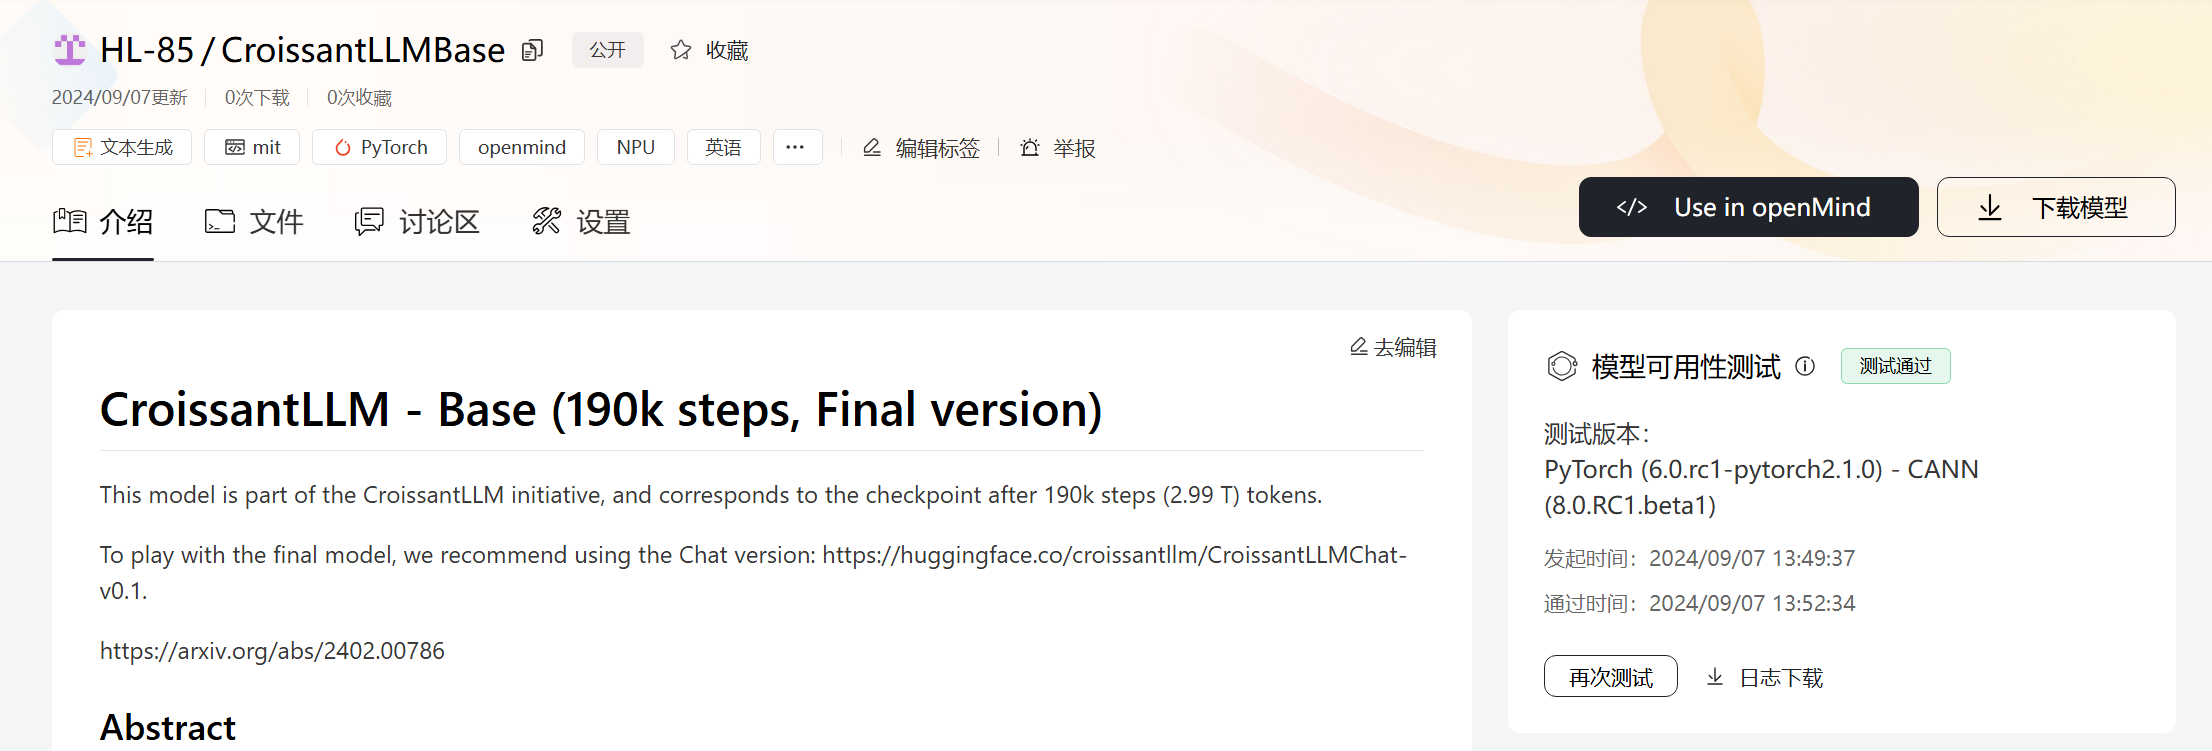 HL-85 / CroissantLLMBase 公开 收藏
2024/09/07更新 0次下载 0次收藏
文本生成 mit PyTorch openmind NPU 英语 ··· 编辑标签 举报
介绍 文件 讨论区 设置
</> Use in openMind 下载模型
去编辑
CroissantLLM - Base (190k steps, Final version)
This model is part of the CroissantLLM initiative, and corresponds to the checkpoint after 190k steps (2.99 T) tokens.
To play with the final model, we recommend using the Chat version: https://huggingface.co/croissantllm/CroissantLLMChat-
v0.1.
https://arxiv.org/abs/2402.00786
Abstract
模型可用性测试 测试通过
测试版本：
PyTorch (6.0.rc1-pytorch2.1.0) - CANN
(8.0.RC1.beta1)
发起时间：2024/09/07 13:49:37
通过时间：2024/09/07 13:52:34
再次测试 日志下载